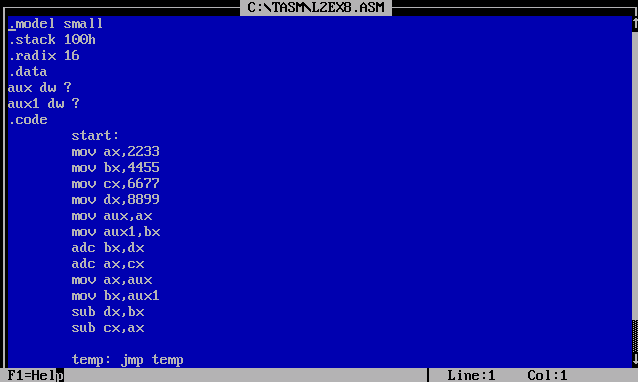 C:\TASM\L2EX8.ASM
.model small
.stack 100h
.radix 16
.data
aux dw ?
aux1 dw ?
.code
start:
mov ax,2233
mov bx,4455
mov cx,6677
mov dx,8899
mov aux,ax
mov aux1,bx
adc bx,dx
adc ax,cx
mov ax,aux
mov bx,aux1
sub dx,bx
sub cx,ax
temp: jmp temp
F1=Help Line:1 Col:1